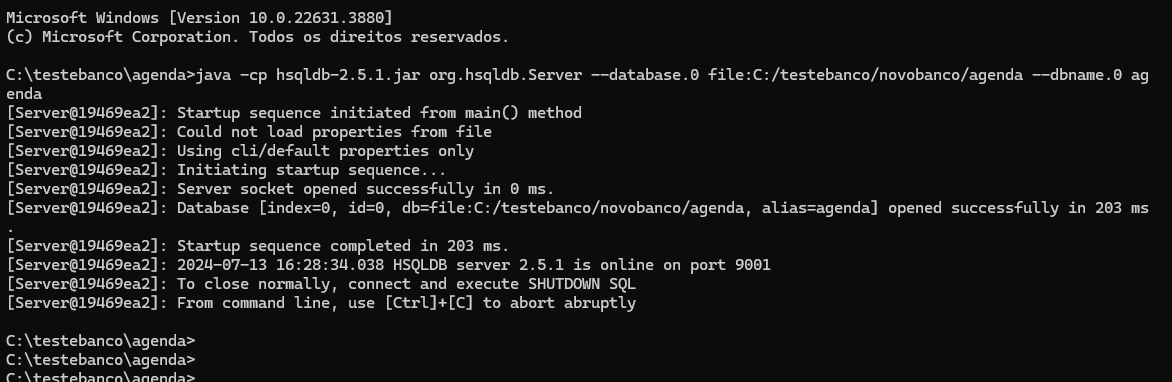 Microsoft Windows [Version 10.0.22631.3880]
(c) Microsoft Corporation. Todos os direitos reservados.
C:\testebanco\agenda>java -cp hsqldb-2.5.1.jar org.hsqldb.Server --database.0 file:C:/testebanco/novobanco/agenda --dbname.0 ag
enda
[Server@19469ea2]: Startup sequence initiated from main() method
[Server@19469ea2]: Could not load properties from file
[Server@19469ea2]: Using cli/default properties only
[Server@19469ea2]: Initiating startup sequence...
[Server@19469ea2]: Server socket opened successfully in 0 ms.
[Server@19469ea2]: Database [index=0, id=0, db=file:C:/testebanco/novobanco/agenda, alias=agenda] opened successfully in 203 ms
.
[Server@19469ea2]: Startup sequence completed in 203 ms.
[Server@19469ea2]: 2024-07-13 16:28:34.038 HSQLDB server 2.5.1 is online on port 9001
[Server@19469ea2]: To close normally, connect and execute SHUTDOWN SQL
[Server@19469ea2]: From command line, use [Ctrl]+[C] to abort abruptly
C:\testebanco\agenda>
C:\testebanco\agenda>
C:\testebanco\agenda>